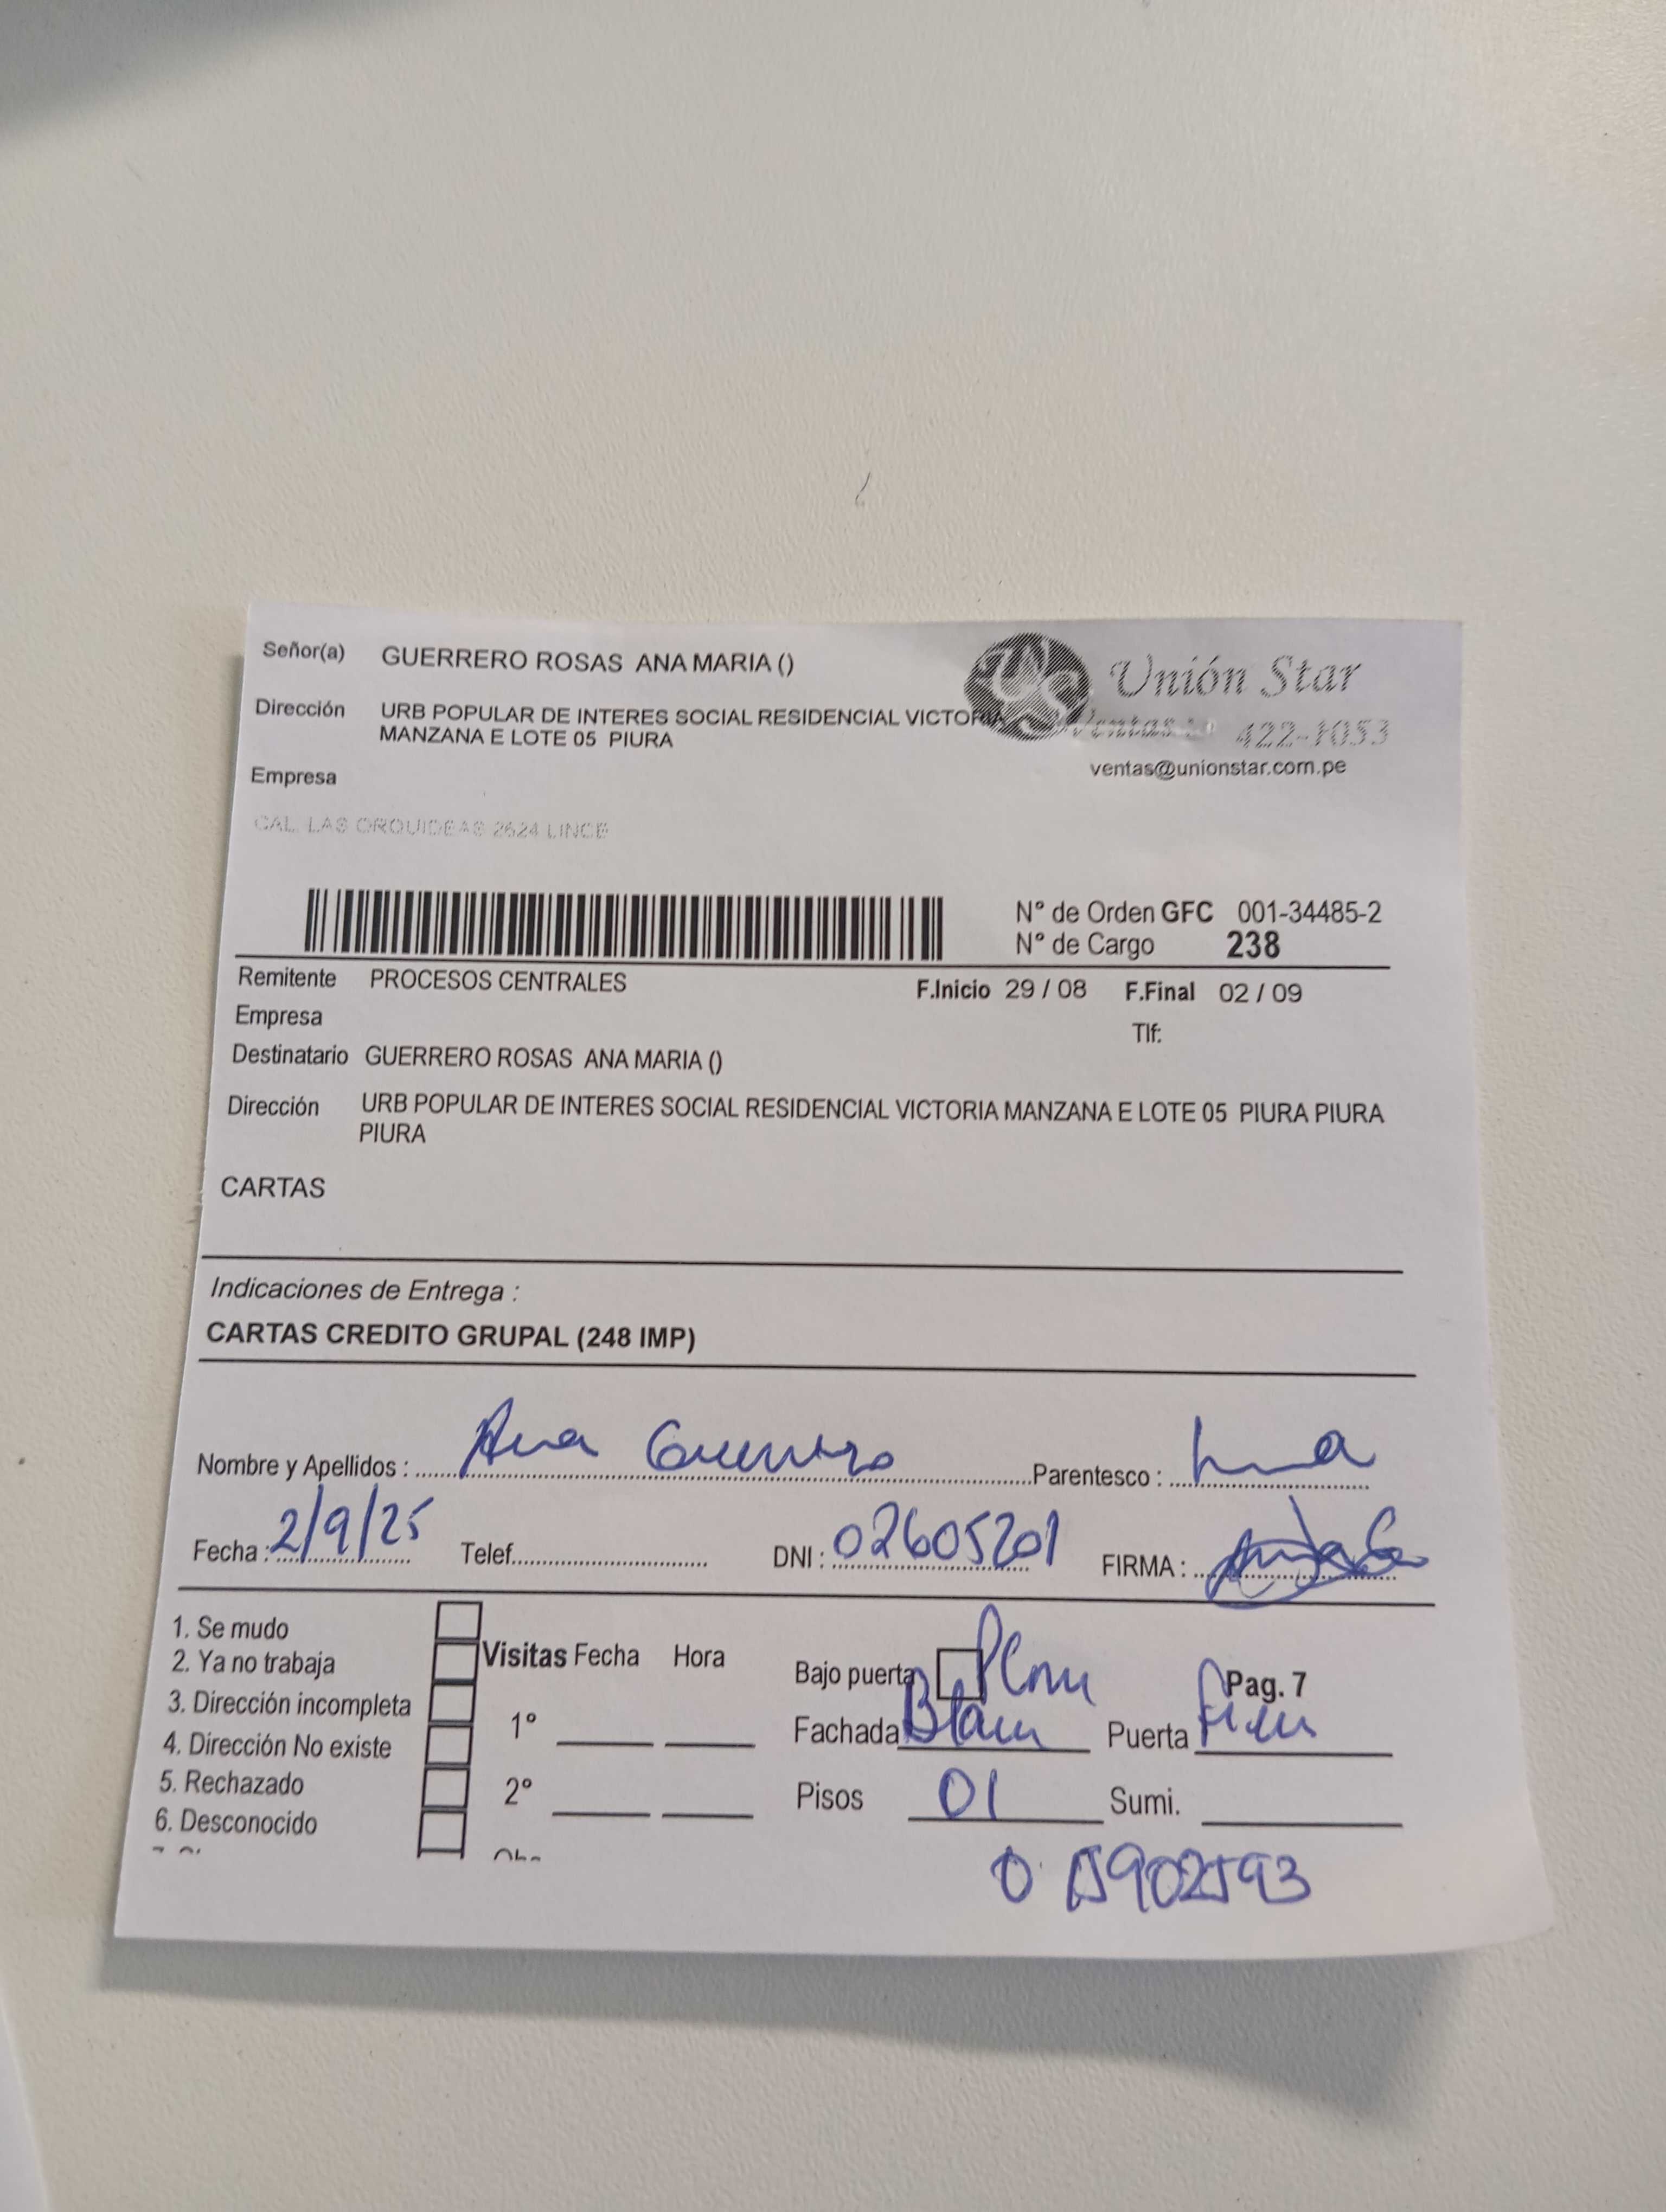 Señor(a) GUERRERO ROSAS ANA MARIA ()
Unión Star
Dirección URB POPULAR DE INTERES SOCIAL RESIDENCIAL VICTORIA
MANZANA E LOTE 05 PIURA
Ventas 422-1053
ventas@unionstar.com.pe
Empresa
CAL. LAS ORQUIDEAS 2624 LINCE
N° de Orden GFC 001-34485-2
N° de Cargo 238
Remitente PROCESOS CENTRALES F.Inicio 29 / 08 F.Final 02 / 09
Empresa
Tlf:
Destinatario GUERRERO ROSAS ANA MARIA ()
Dirección URB POPULAR DE INTERES SOCIAL RESIDENCIAL VICTORIA MANZANA E LOTE 05 PIURA PIURA
PIURA
CARTAS
Indicaciones de Entrega :
CARTAS CREDITO GRUPAL (248 IMP)
Nombre y Apellidos : Ana Guerrero Parentesco :
Fecha : 2/9/25 Telef. DNI : 02605201 FIRMA :
1. Se mudo
2. Ya no trabaja
3. Dirección incompleta
4. Dirección No existe
5. Rechazado
6. Desconocido
Visitas Fecha Hora
1°
2°
Bajo puerta Pag. 7
Fachada Puerta
Pisos 01 Sumi.